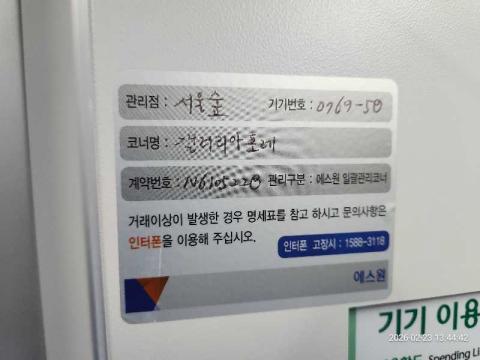 관리점 : 서울숲 기기번호 : 0769-50
코너명 : 갤러리아포레
계약번호 : 관리구분 : 에스원 일괄관리코너
거래이상이 발생한 경우 명세표를 참고 하시고 문의사항은
인터폰을 이용해 주십시오.
인터폰 고장시 : 1588-3118
에스원
기기 이용
Spending Li
2026-02-23 13:44:42